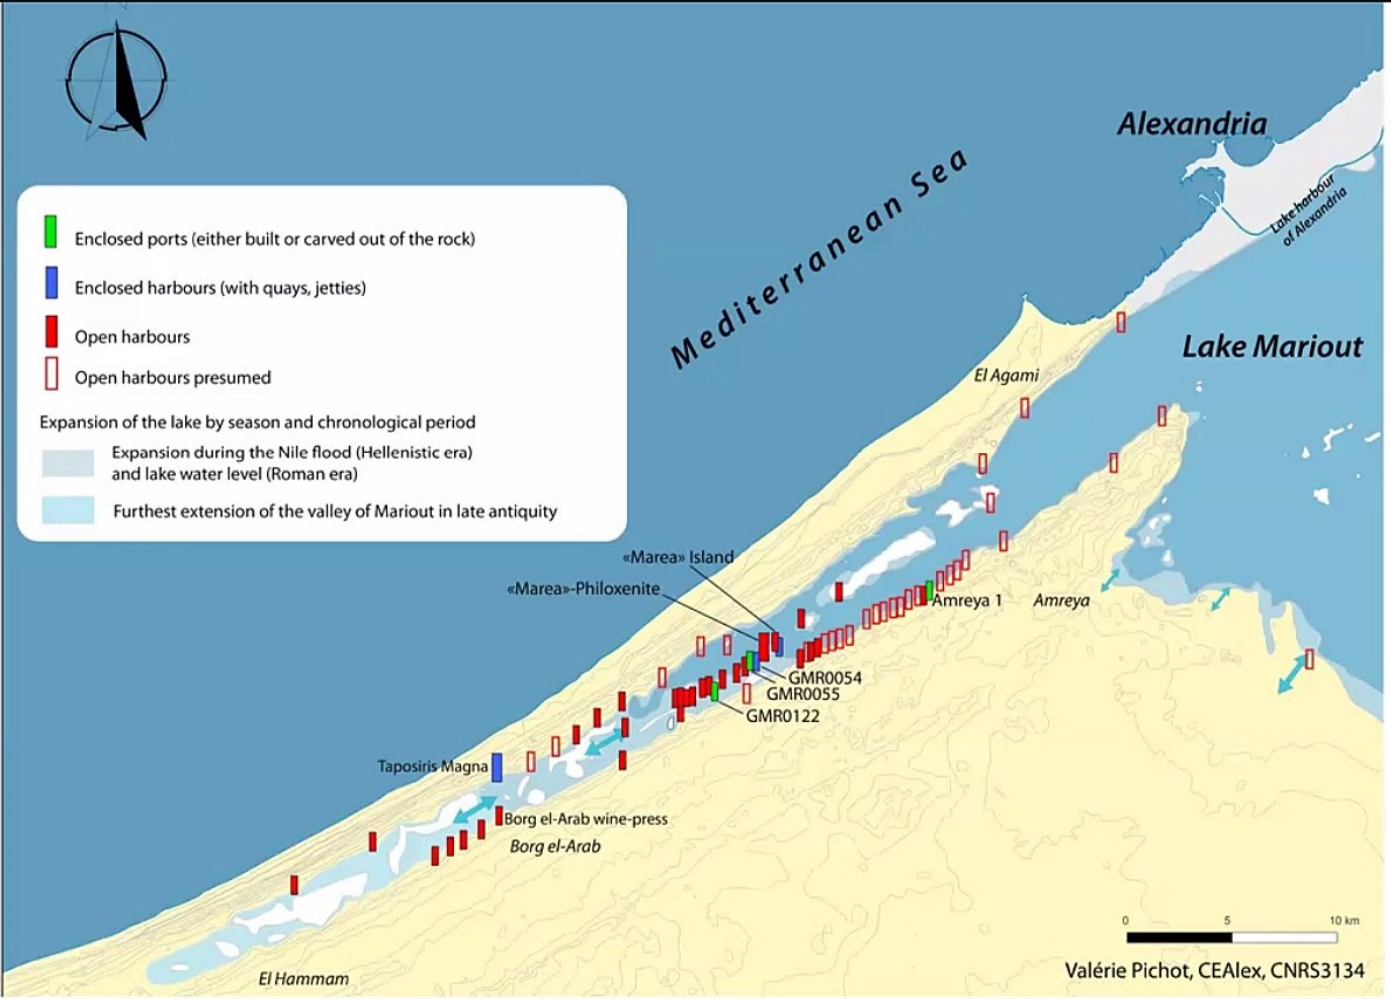 N
Alexandria
Mediterranean Sea
Lake harbour
of Alexandria
Enclosed ports (either built or carved out of the rock)
Enclosed harbours (with quays, jetties)
Open harbours
Open harbours presumed
Expansion of the lake by season and chronological period
Expansion during the Nile flood (Hellenistic era)
and lake water level (Roman era)
Furthest extension of the valley of Mariout in late antiquity
Lake Mariout
El Agami
«Marea» Island
«Marea»-Philoxenite
Amreya 1
Amreya
GMR0054
GMR0055
GMR0122
Taposiris Magna
Borg el-Arab wine-press
Borg el-Arab
El Hammam
0 5 10 km
Valérie Pichot, CEAlex, CNRS3134